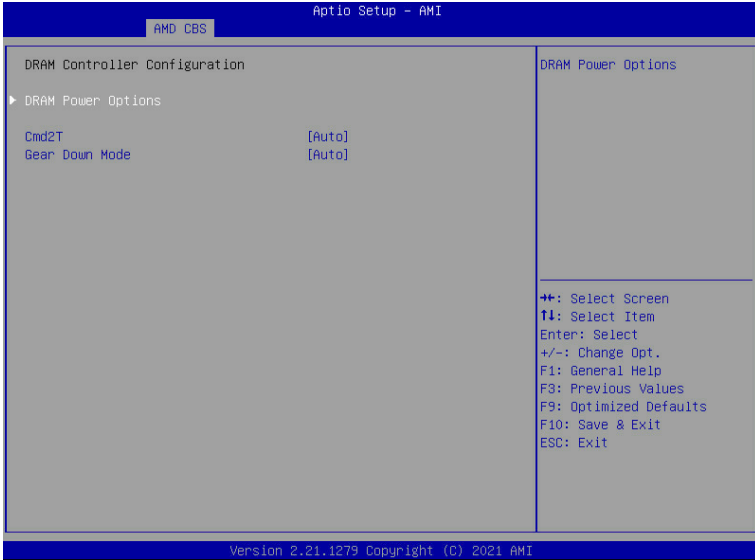 Aptio Setup – AMI
AMD CBS
DRAM Controller Configuration
DRAM Power Options
Cmd2T [Auto]
Gear Down Mode [Auto]
DRAM Power Options
→←: Select Screen
↑↓: Select Item
Enter: Select
+/-: Change Opt.
F1: General Help
F3: Previous Values
F9: Optimized Defaults
F10: Save & Exit
ESC: Exit
Version 2.21.1279 Copyright (C) 2021 AMI